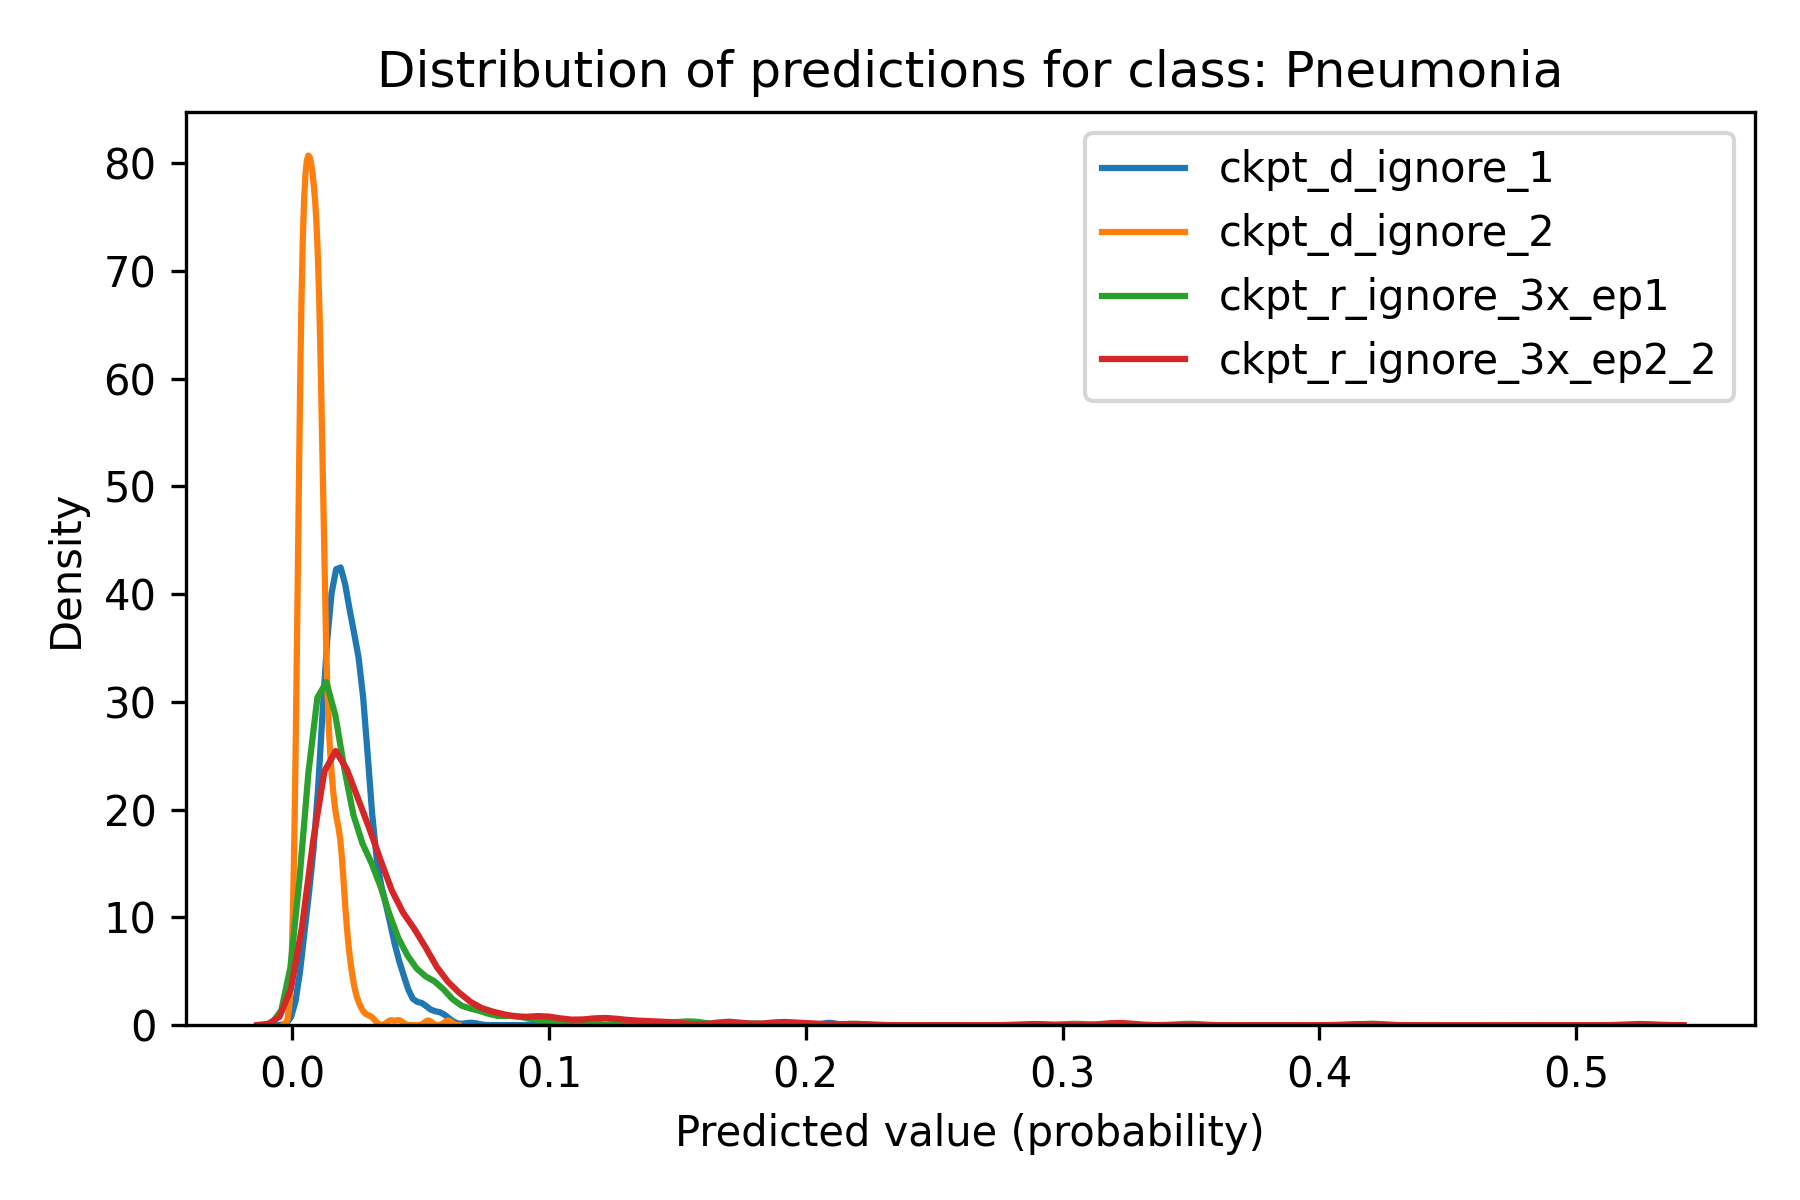 Distribution of predictions for class: Pneumonia
ckpt_d_ignore_1
ckpt_d_ignore_2
ckpt_r_ignore_3x_ep1
ckpt_r_ignore_3x_ep2_2
Density
80
70
60
50
40
30
20
10
0
0.0 0.1 0.2 0.3 0.4 0.5
Predicted value (probability)